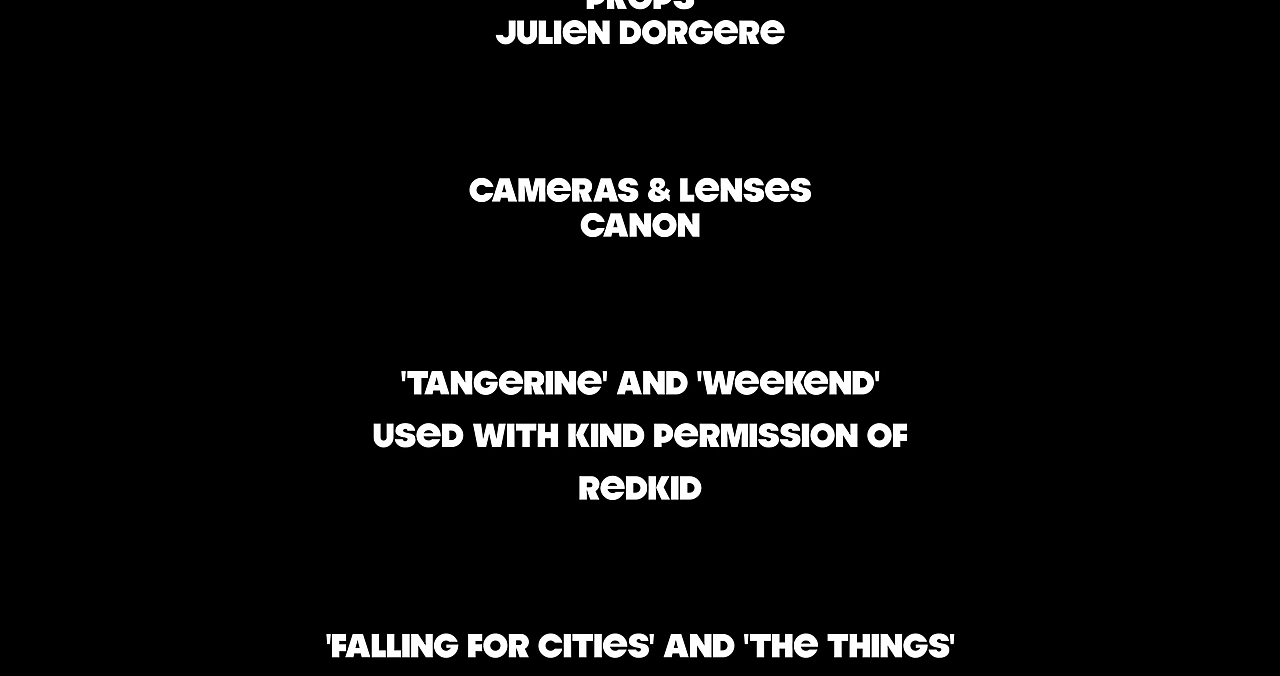 PROPS
JULIeN DORGeRe
CAMeRAS & LeNSeS
CANON
'TANGeRINe' AND 'WeeKeND'
USeD WITH KIND PeRMISSION OF
ReDKID
'FALLING FOR CITIeS' AND 'THe THINGS'